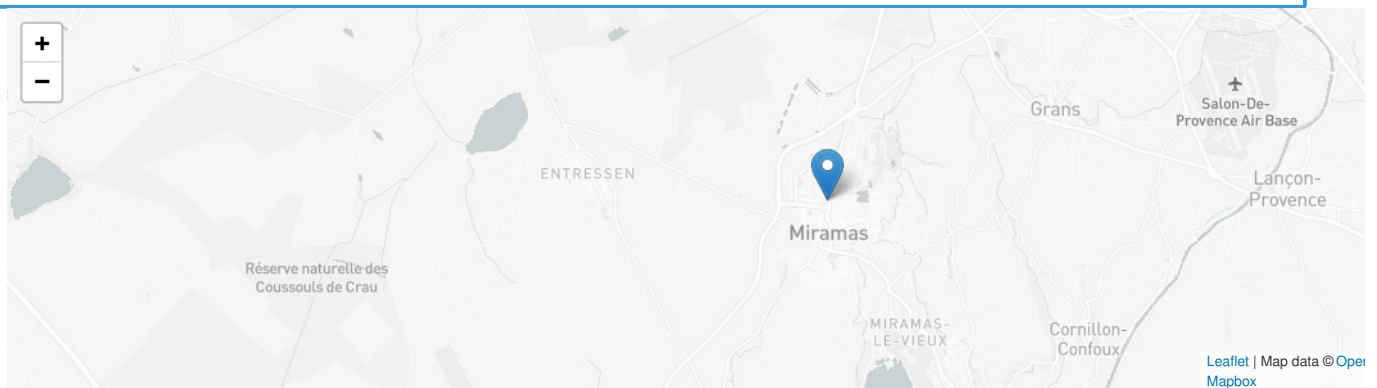 +
−
Grans
Salon-De-
Provence Air Base
ENTRESSEN
Lançon-
Provence
Miramas
Réserve naturelle des
Coussouls de Crau
MIRAMAS-
LE-VIEUX
Cornillon-
Confoux
Leaflet | Map data © Oper
Mapbox